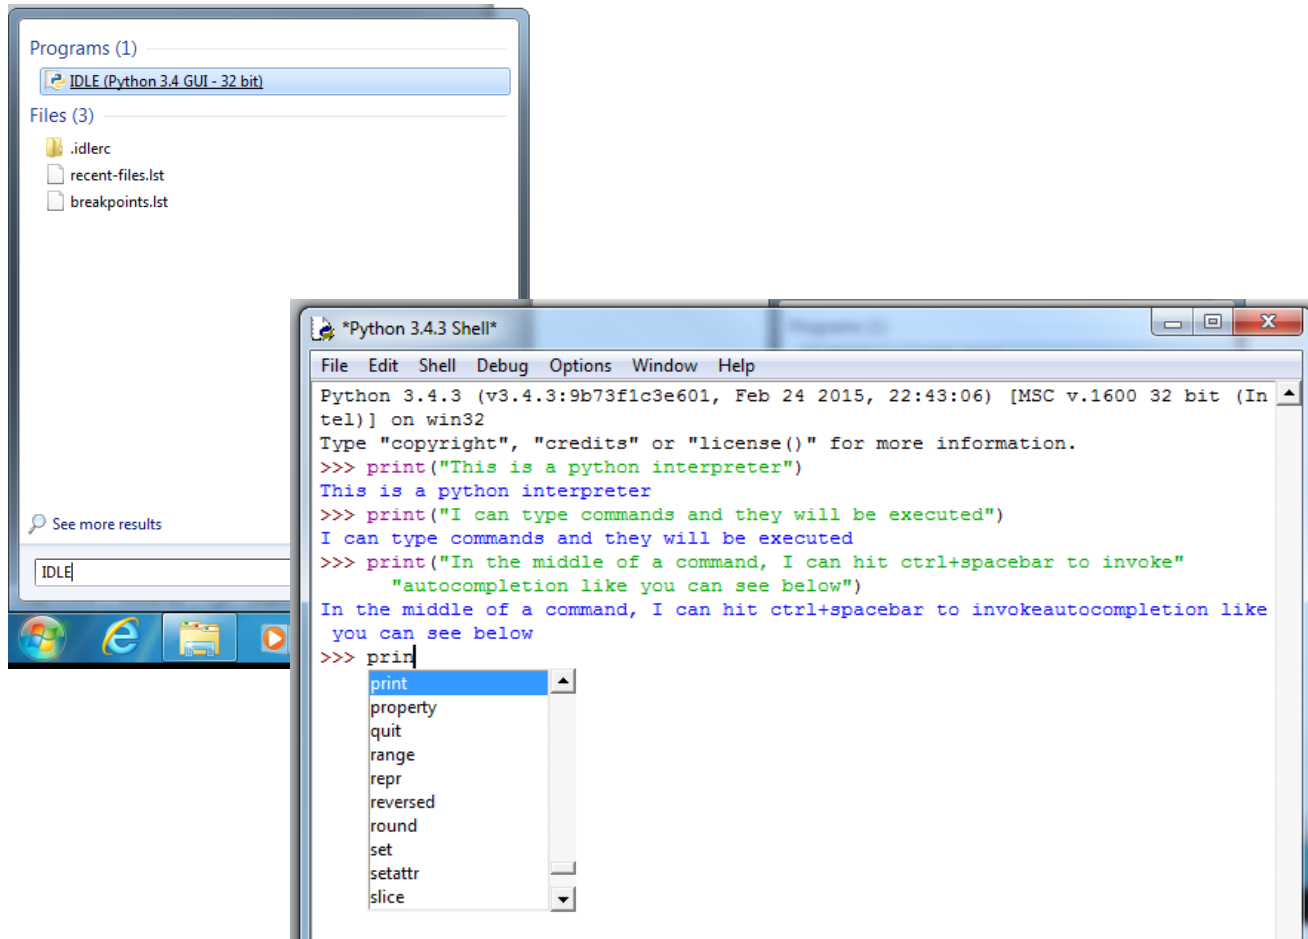 Programs (1)
IDLE (Python 3.4 GUI - 32 bit)
Files (3)
.idlerc
recent-files.lst
breakpoints.lst
See more results
IDLE
*Python 3.4.3 Shell*
File Edit Shell Debug Options Window Help
Python 3.4.3 (v3.4.3:9b73f1c3e601, Feb 24 2015, 22:43:06) [MSC v.1600 32 bit (In
tel)] on win32
Type "copyright", "credits" or "license()" for more information.
>>> print("This is a python interpreter")
This is a python interpreter
>>> print("I can type commands and they will be executed")
I can type commands and they will be executed
>>> print("In the middle of a command, I can hit ctrl+spacebar to invoke"
"autocompletion like you can see below")
In the middle of a command, I can hit ctrl+spacebar to invokeautocompletion like
you can see below
>>> prin
print
property
quit
range
repr
reversed
round
set
setattr
slice